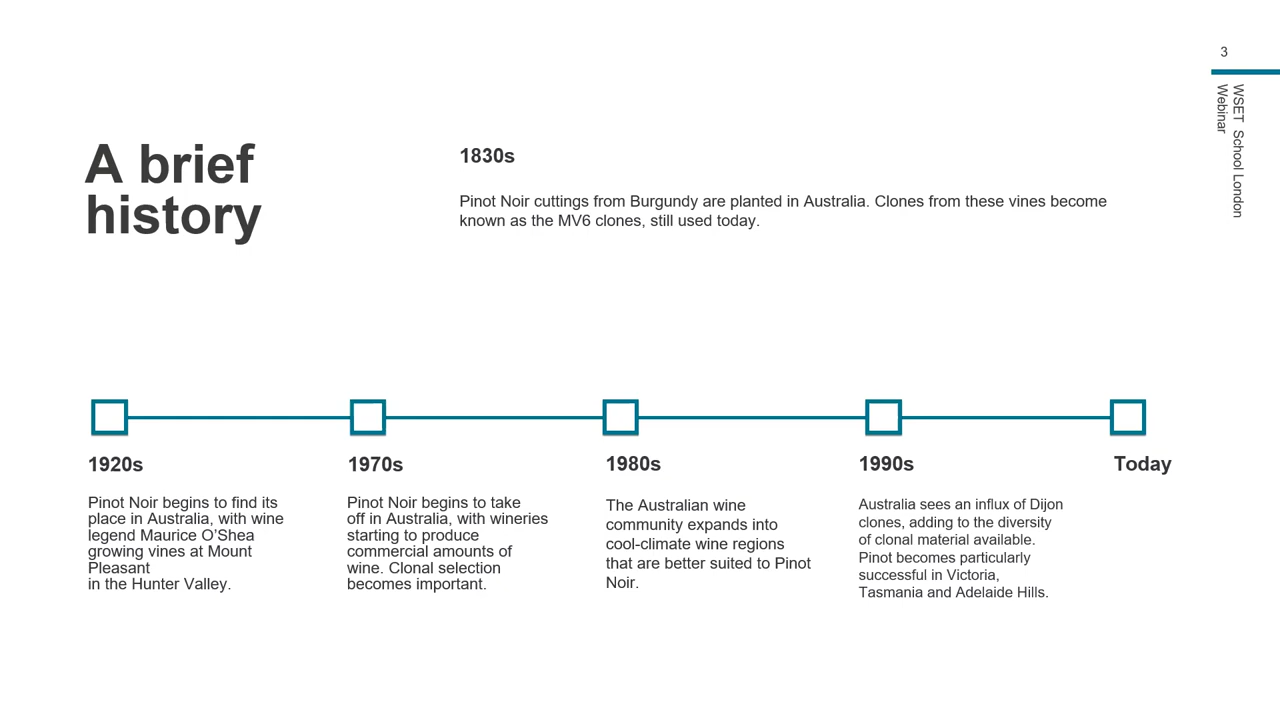 3
WSET School London
Webinar
A brief
history
1830s
Pinot Noir cuttings from Burgundy are planted in Australia. Clones from these vines become
known as the MV6 clones, still used today.
1920s
Pinot Noir begins to find its
place in Australia, with wine
legend Maurice O’Shea
growing vines at Mount
Pleasant
in the Hunter Valley.
1970s
Pinot Noir begins to take
off in Australia, with wineries
starting to produce
commercial amounts of
wine. Clonal selection
becomes important.
1980s
The Australian wine
community expands into
cool-climate wine regions
that are better suited to Pinot
Noir.
1990s
Australia sees an influx of Dijon
clones, adding to the diversity
of clonal material available.
Pinot becomes particularly
successful in Victoria,
Tasmania and Adelaide Hills.
Today